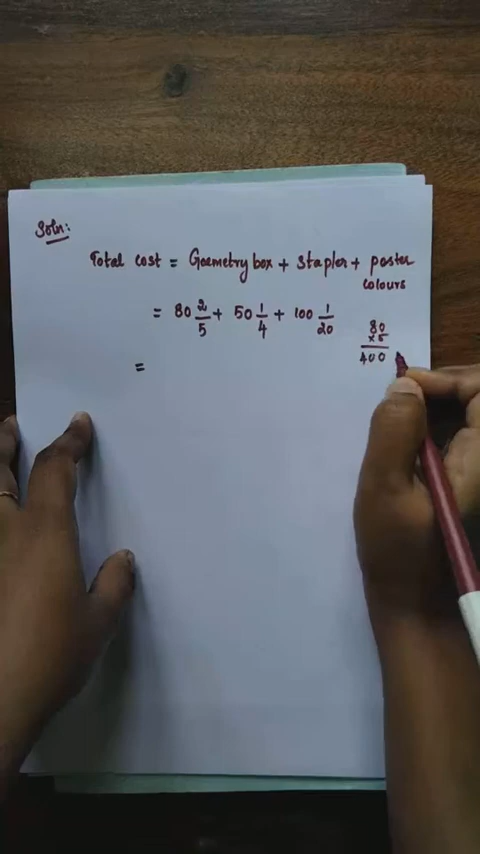 Soln:
Total cost = Geometry box + Stapler + poster
colours
= 80 2/5 + 50 1/4 + 100 1/20
80
×5
400
=